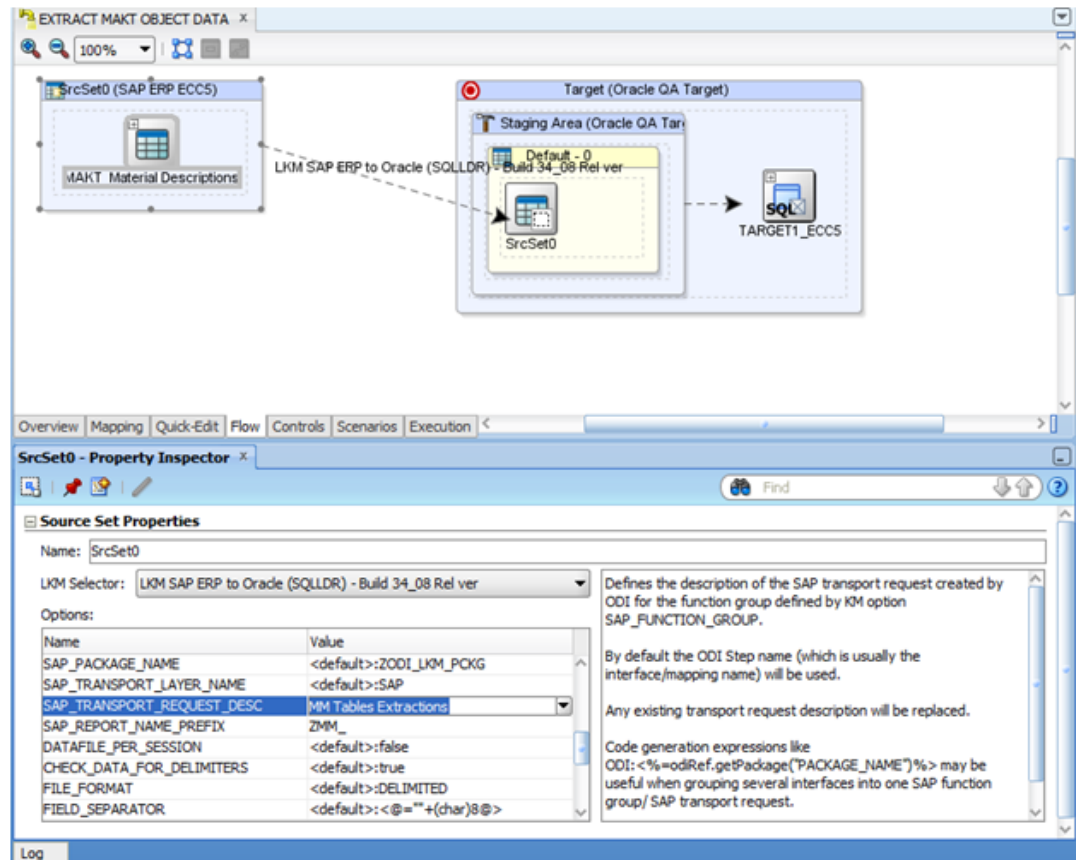 EXTRACT MAKT OBJECT DATA x
100%
SrcSet0 (SAP ERP ECC5)
Target (Oracle QA Target)
Staging Area (Oracle QA Tar
Default - 0
MAKT Material Descriptions
LKM SAP ERP to Oracle (SQLLDR) - Build 34_08 Rel ver
SQL
SrcSet0
TARGET1_ECC5
Overview Mapping Quick-Edit Flow Controls Scenarios Execution
SrcSet0 - Property Inspector x
Find
Source Set Properties
Name: SrcSet0
LKM Selector: LKM SAP ERP to Oracle (SQLLDR) - Build 34_08 Rel ver
Options:
Name Value
SAP_PACKAGE_NAME <default>:ZODI_LKM_PCKG
SAP_TRANSPORT_LAYER_NAME <default>:SAP
SAP_TRANSPORT_REQUEST_DESC MM Tables Extractions
SAP_REPORT_NAME_PREFIX ZMM_
DATAFILE_PER_SESSION <default>:false
CHECK_DATA_FOR_DELIMITERS <default>:true
FILE_FORMAT <default>:DELIMITED
FIELD_SEPARATOR <default>:<@=""+(char)8@>
Defines the description of the SAP transport request created by
ODI for the function group defined by KM option
SAP_FUNCTION_GROUP.
By default the ODI Step name (which is usually the
interface/mapping name) will be used.
Any existing transport request description will be replaced.
Code generation expressions like
ODI:<%=odiRef.getPackage("PACKAGE_NAME")%> may be
useful when grouping several interfaces into one SAP function
group/ SAP transport request.
Log